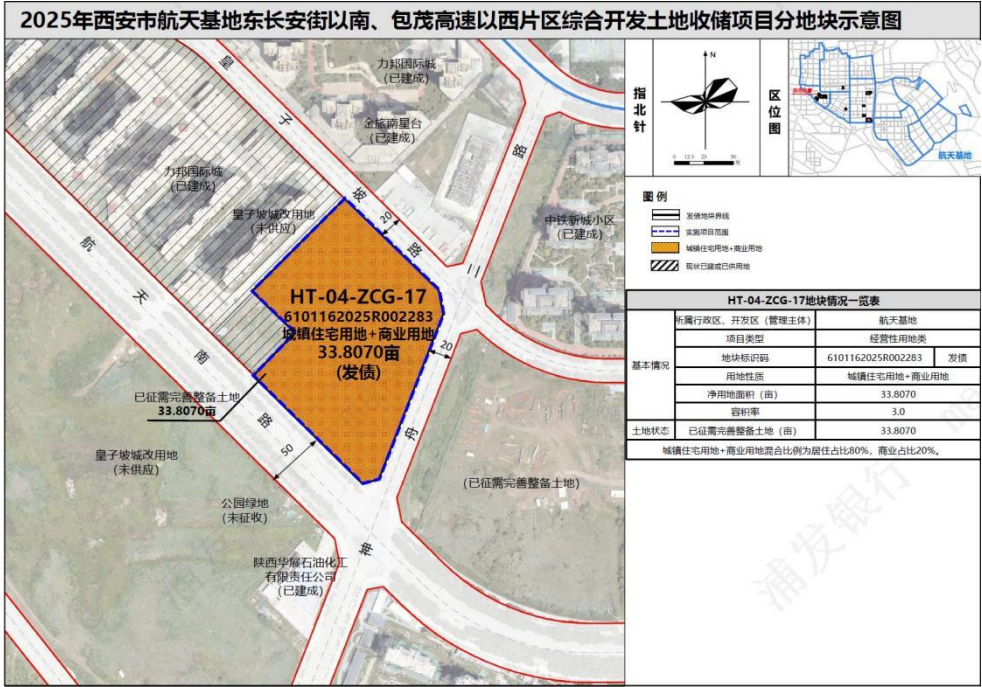 2025年西安市航天基地东长安街以南、包茂高速以西片区综合开发土地收储项目分地块示意图
力邦国际城
(已建成)
皇子坡路
金旅南星台
(已建成)
力邦国际城
(已建成)
皇子坡城改用地
(未供应)
20
中铁新城小区
(已建成)
神舟二路
航天南路
HT-04-ZCG-17
6101162025R002283
城镇住宅用地+商业用地
33.8070亩
(发债)
20
已征需完善整备土地
33.8070亩
50
皇子坡城改用地
(未供应)
公园绿地
(未征收)
(已征需完善整备土地)
陕西华展石油化工
有限责任公司
(已建成)
指北针
N
区位图
航天基地
图例
发债地块界线
实施项目范围
城镇住宅用地+商业用地
现状已建或已供用地
HT-04-ZCG-17地块情况一览表
基本情况
所属行政区、开发区（管理主体） 航天基地
项目类型 经营性用地类
地块标识码 6101162025R002283 发债
用地性质 城镇住宅用地+商业用地
净用地面积（亩） 33.8070
容积率 3.0
土地状态 已征需完善整备土地（亩） 33.8070
城镇住宅用地+商业用地混合比例为居住占比80%，商业占比20%。
浦发银行